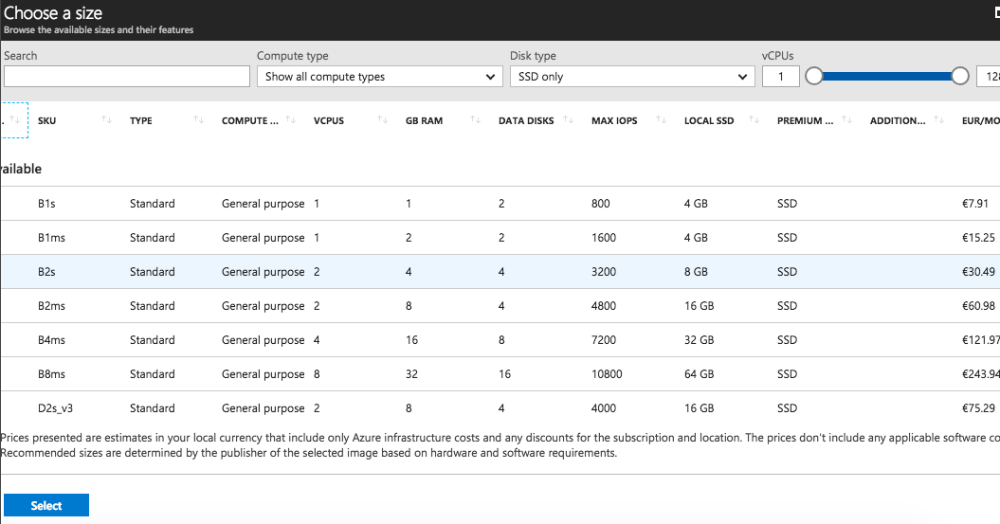 Choose a size
Browse the available sizes and their features
Search Compute type Disk type vCPUs
Show all compute types SSD only 1 128
. SKU TYPE COMPUTE ... VCPUS GB RAM DATA DISKS MAX IOPS LOCAL SSD PREMIUM ... ADDITION... EUR/MO
vailable
B1s Standard General purpose 1 1 2 800 4 GB SSD €7.91
B1ms Standard General purpose 1 2 2 1600 4 GB SSD €15.25
B2s Standard General purpose 2 4 4 3200 8 GB SSD €30.49
B2ms Standard General purpose 2 8 4 4800 16 GB SSD €60.98
B4ms Standard General purpose 4 16 8 7200 32 GB SSD €121.97
B8ms Standard General purpose 8 32 16 10800 64 GB SSD €243.94
D2s_v3 Standard General purpose 2 8 4 4000 16 GB SSD €75.29
Prices presented are estimates in your local currency that include only Azure infrastructure costs and any discounts for the subscription and location. The prices don't include any applicable software co
Recommended sizes are determined by the publisher of the selected image based on hardware and software requirements.
Select